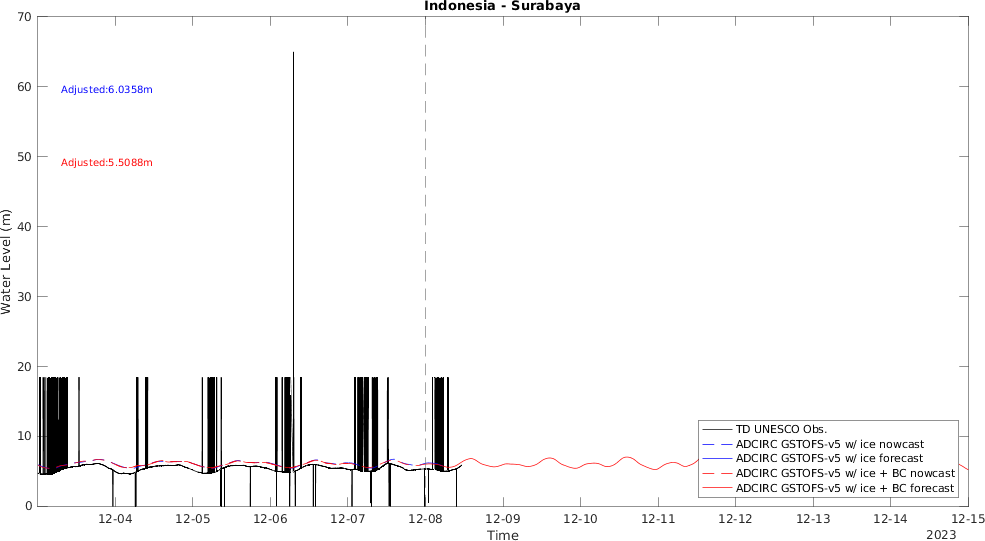 Indonesia - Surabaya
70
60
50
40
30
20
10
0
Water Level (m)
Adjusted:6.0358m
Adjusted:5.5088m
TD UNESCO Obs.
ADCIRC GSTOFS-v5 w/ ice nowcast
ADCIRC GSTOFS-v5 w/ ice forecast
ADCIRC GSTOFS-v5 w/ ice + BC nowcast
ADCIRC GSTOFS-v5 w/ ice + BC forecast
12-04 12-05 12-06 12-07 12-08 12-09 12-10 12-11 12-12 12-13 12-14 12-15
Time
2023